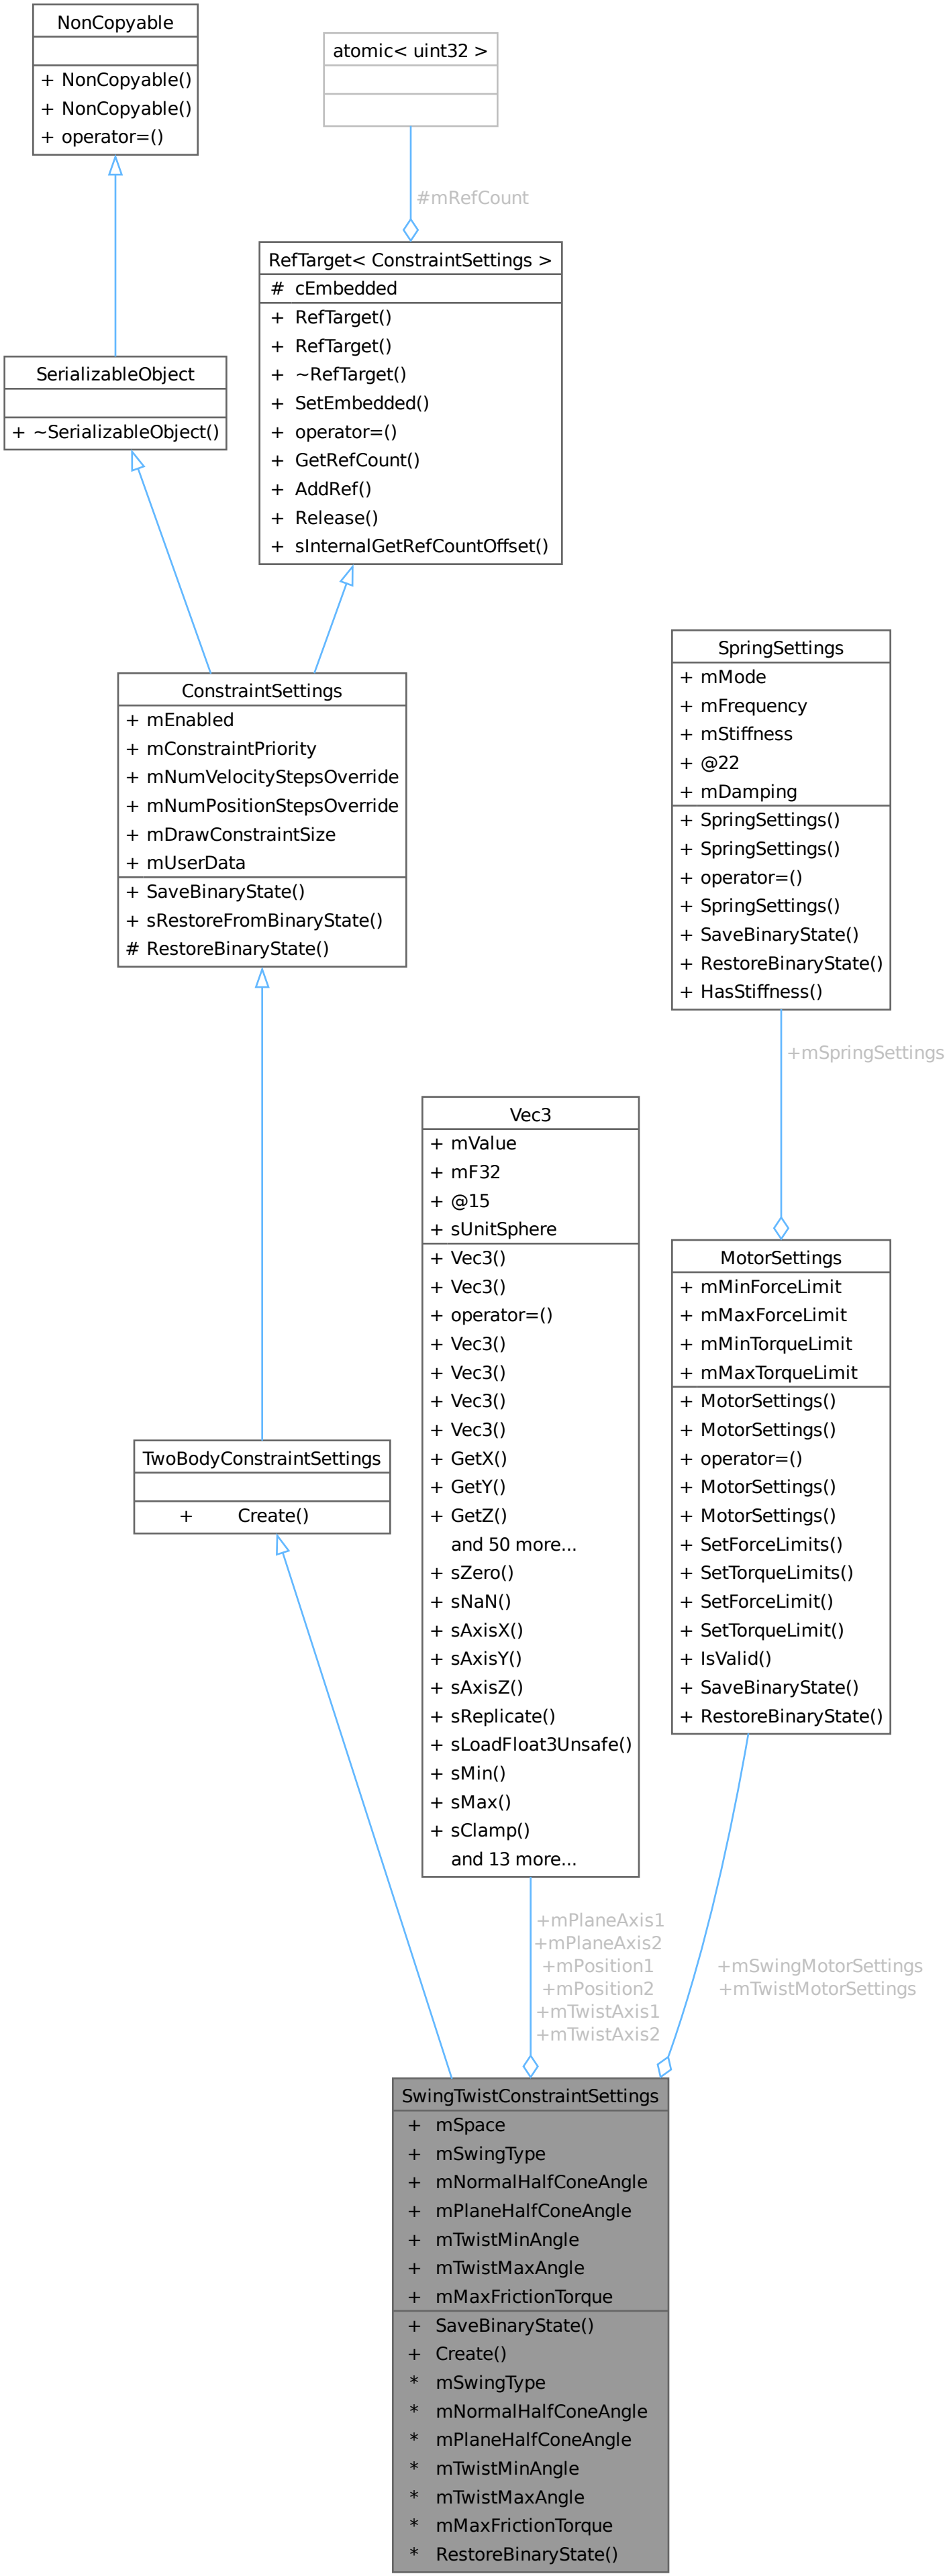 NonCopyable
+ NonCopyable()
+ NonCopyable()
+ operator=()
atomic< uint32 >
#mRefCount
RefTarget< ConstraintSettings >
# cEmbedded
+ RefTarget()
+ RefTarget()
+ ~RefTarget()
+ SetEmbedded()
+ operator=()
+ GetRefCount()
+ AddRef()
+ Release()
+ sInternalGetRefCountOffset()
SerializableObject
+ ~SerializableObject()
ConstraintSettings
+ mEnabled
+ mConstraintPriority
+ mNumVelocityStepsOverride
+ mNumPositionStepsOverride
+ mDrawConstraintSize
+ mUserData
+ SaveBinaryState()
+ sRestoreFromBinaryState()
# RestoreBinaryState()
SpringSettings
+ mMode
+ mFrequency
+ mStiffness
+ @22
+ mDamping
+ SpringSettings()
+ SpringSettings()
+ operator=()
+ SpringSettings()
+ SaveBinaryState()
+ RestoreBinaryState()
+ HasStiffness()
+mSpringSettings
Vec3
+ mValue
+ mF32
+ @15
+ sUnitSphere
+ Vec3()
+ Vec3()
+ operator=()
+ Vec3()
+ Vec3()
+ Vec3()
+ Vec3()
+ GetX()
+ GetY()
+ GetZ()
and 50 more...
+ sZero()
+ sNaN()
+ sAxisX()
+ sAxisY()
+ sAxisZ()
+ sReplicate()
+ sLoadFloat3Unsafe()
+ sMin()
+ sMax()
+ sClamp()
and 13 more...
MotorSettings
+ mMinForceLimit
+ mMaxForceLimit
+ mMinTorqueLimit
+ mMaxTorqueLimit
+ MotorSettings()
+ MotorSettings()
+ operator=()
+ MotorSettings()
+ MotorSettings()
+ SetForceLimits()
+ SetTorqueLimits()
+ SetForceLimit()
+ SetTorqueLimit()
+ IsValid()
+ SaveBinaryState()
+ RestoreBinaryState()
TwoBodyConstraintSettings
+ Create()
+mPlaneAxis1
+mPlaneAxis2
+mPosition1
+mPosition2
+mTwistAxis1
+mTwistAxis2
+mSwingMotorSettings
+mTwistMotorSettings
SwingTwistConstraintSettings
+ mSpace
+ mSwingType
+ mNormalHalfConeAngle
+ mPlaneHalfConeAngle
+ mTwistMinAngle
+ mTwistMaxAngle
+ mMaxFrictionTorque
+ SaveBinaryState()
+ Create()
* mSwingType
* mNormalHalfConeAngle
* mPlaneHalfConeAngle
* mTwistMinAngle
* mTwistMaxAngle
* mMaxFrictionTorque
* RestoreBinaryState()